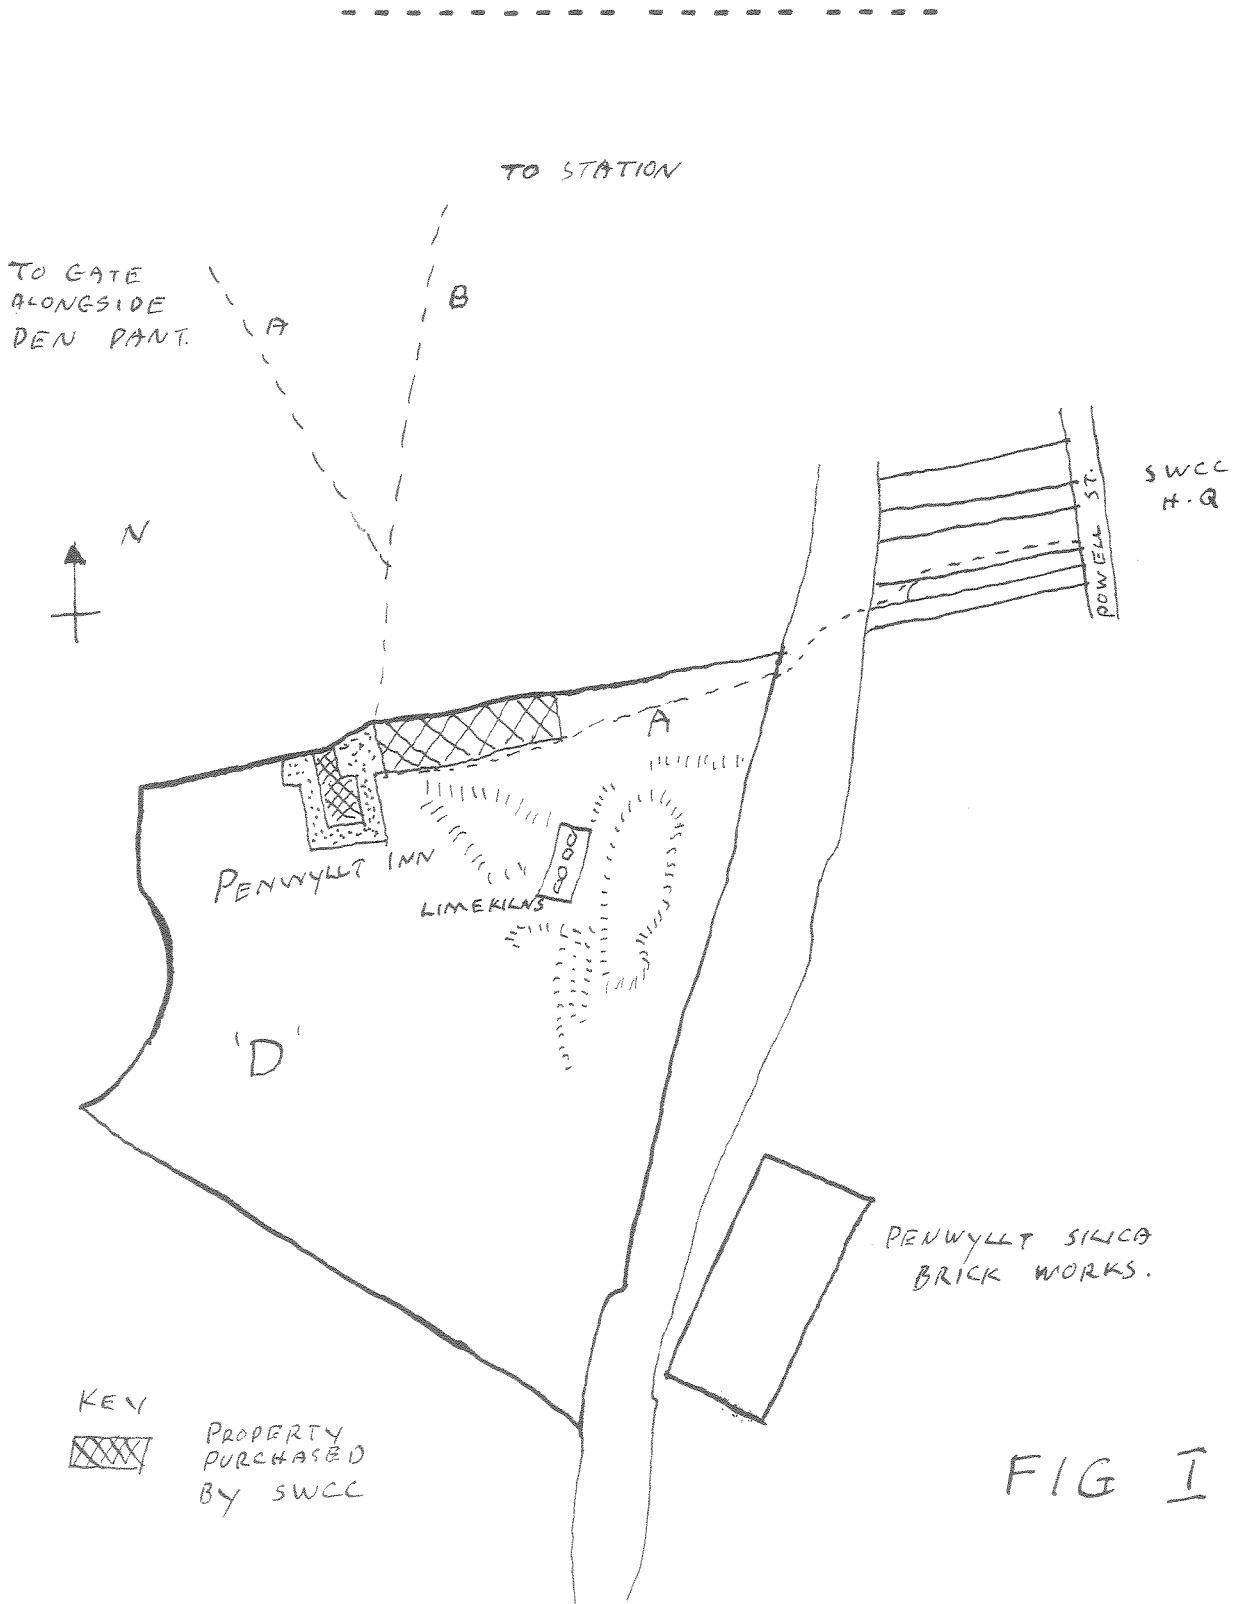 TO STATION
TO GATE
ALONGSIDE
PEN PANT.
A
B
SWCC
H.Q
POWELL ST.
N
A
PENWYLLT INN
LIMEKILNS
'D'
PENWYLLT SILICA
BRICK WORKS.
KEY
PROPERTY
PURCHASED
BY SWCC
FIG I